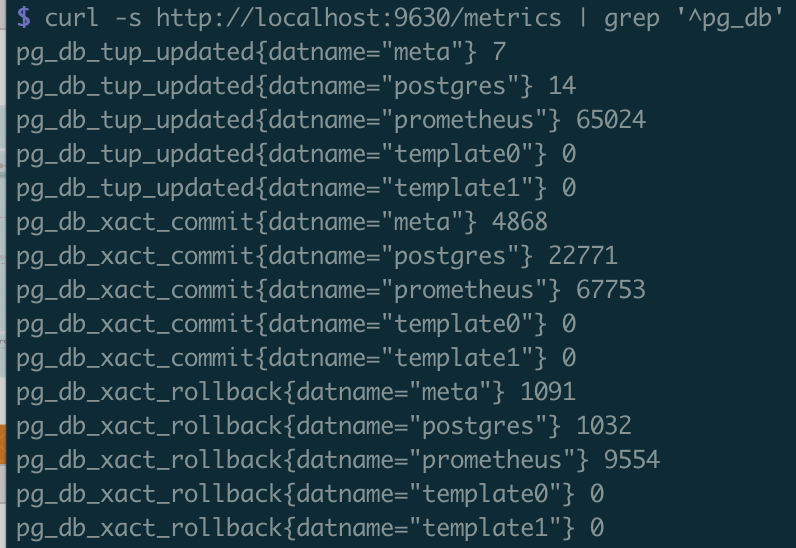 $ curl -s http://localhost:9630/metrics | grep '^pg_db'
pg_db_tup_updated{datname="meta"} 7
pg_db_tup_updated{datname="postgres"} 14
pg_db_tup_updated{datname="prometheus"} 65024
pg_db_tup_updated{datname="template0"} 0
pg_db_tup_updated{datname="template1"} 0
pg_db_xact_commit{datname="meta"} 4868
pg_db_xact_commit{datname="postgres"} 22771
pg_db_xact_commit{datname="prometheus"} 67753
pg_db_xact_commit{datname="template0"} 0
pg_db_xact_commit{datname="template1"} 0
pg_db_xact_rollback{datname="meta"} 1091
pg_db_xact_rollback{datname="postgres"} 1032
pg_db_xact_rollback{datname="prometheus"} 9554
pg_db_xact_rollback{datname="template0"} 0
pg_db_xact_rollback{datname="template1"} 0